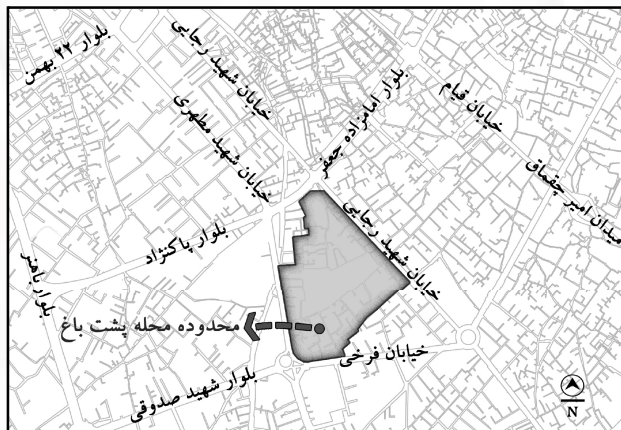 بلوار ۲۲ بهمن
خیابان شهید رجایی
خیابان شهید مطهری
بلوار امامزاده جعفر
خیابان قیام
میدان امیر چقماق
بلوار پاکنژاد
خیابان شهید رجایی
بلوار باهنر
محدوده محله پشت باغ
خیابان فرخی
بلوار شهید صدوقی
N